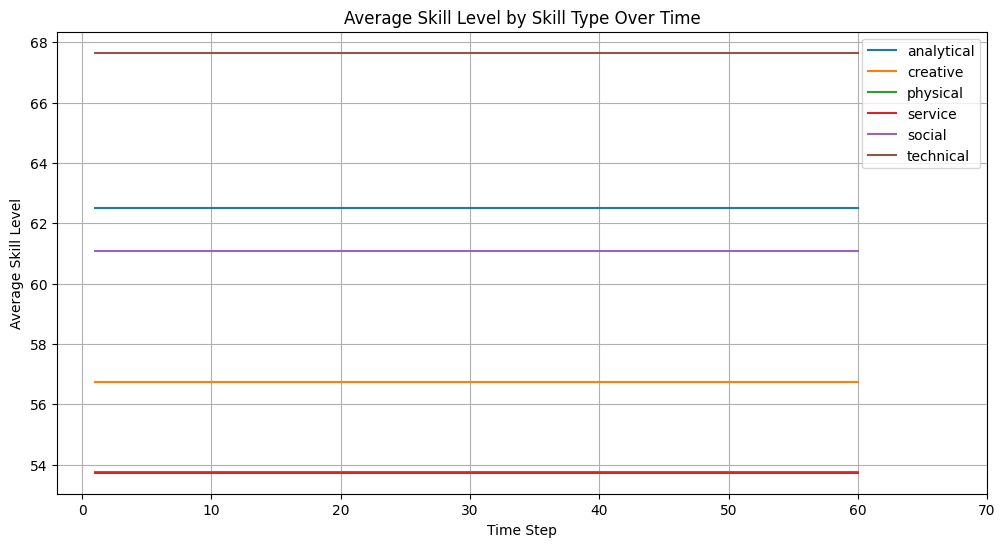 Average Skill Level by Skill Type Over Time
68
66
64
62
60
58
56
54
Average Skill Level
analytical
creative
physical
service
social
technical
0 10 20 30 40 50 60 70
Time Step